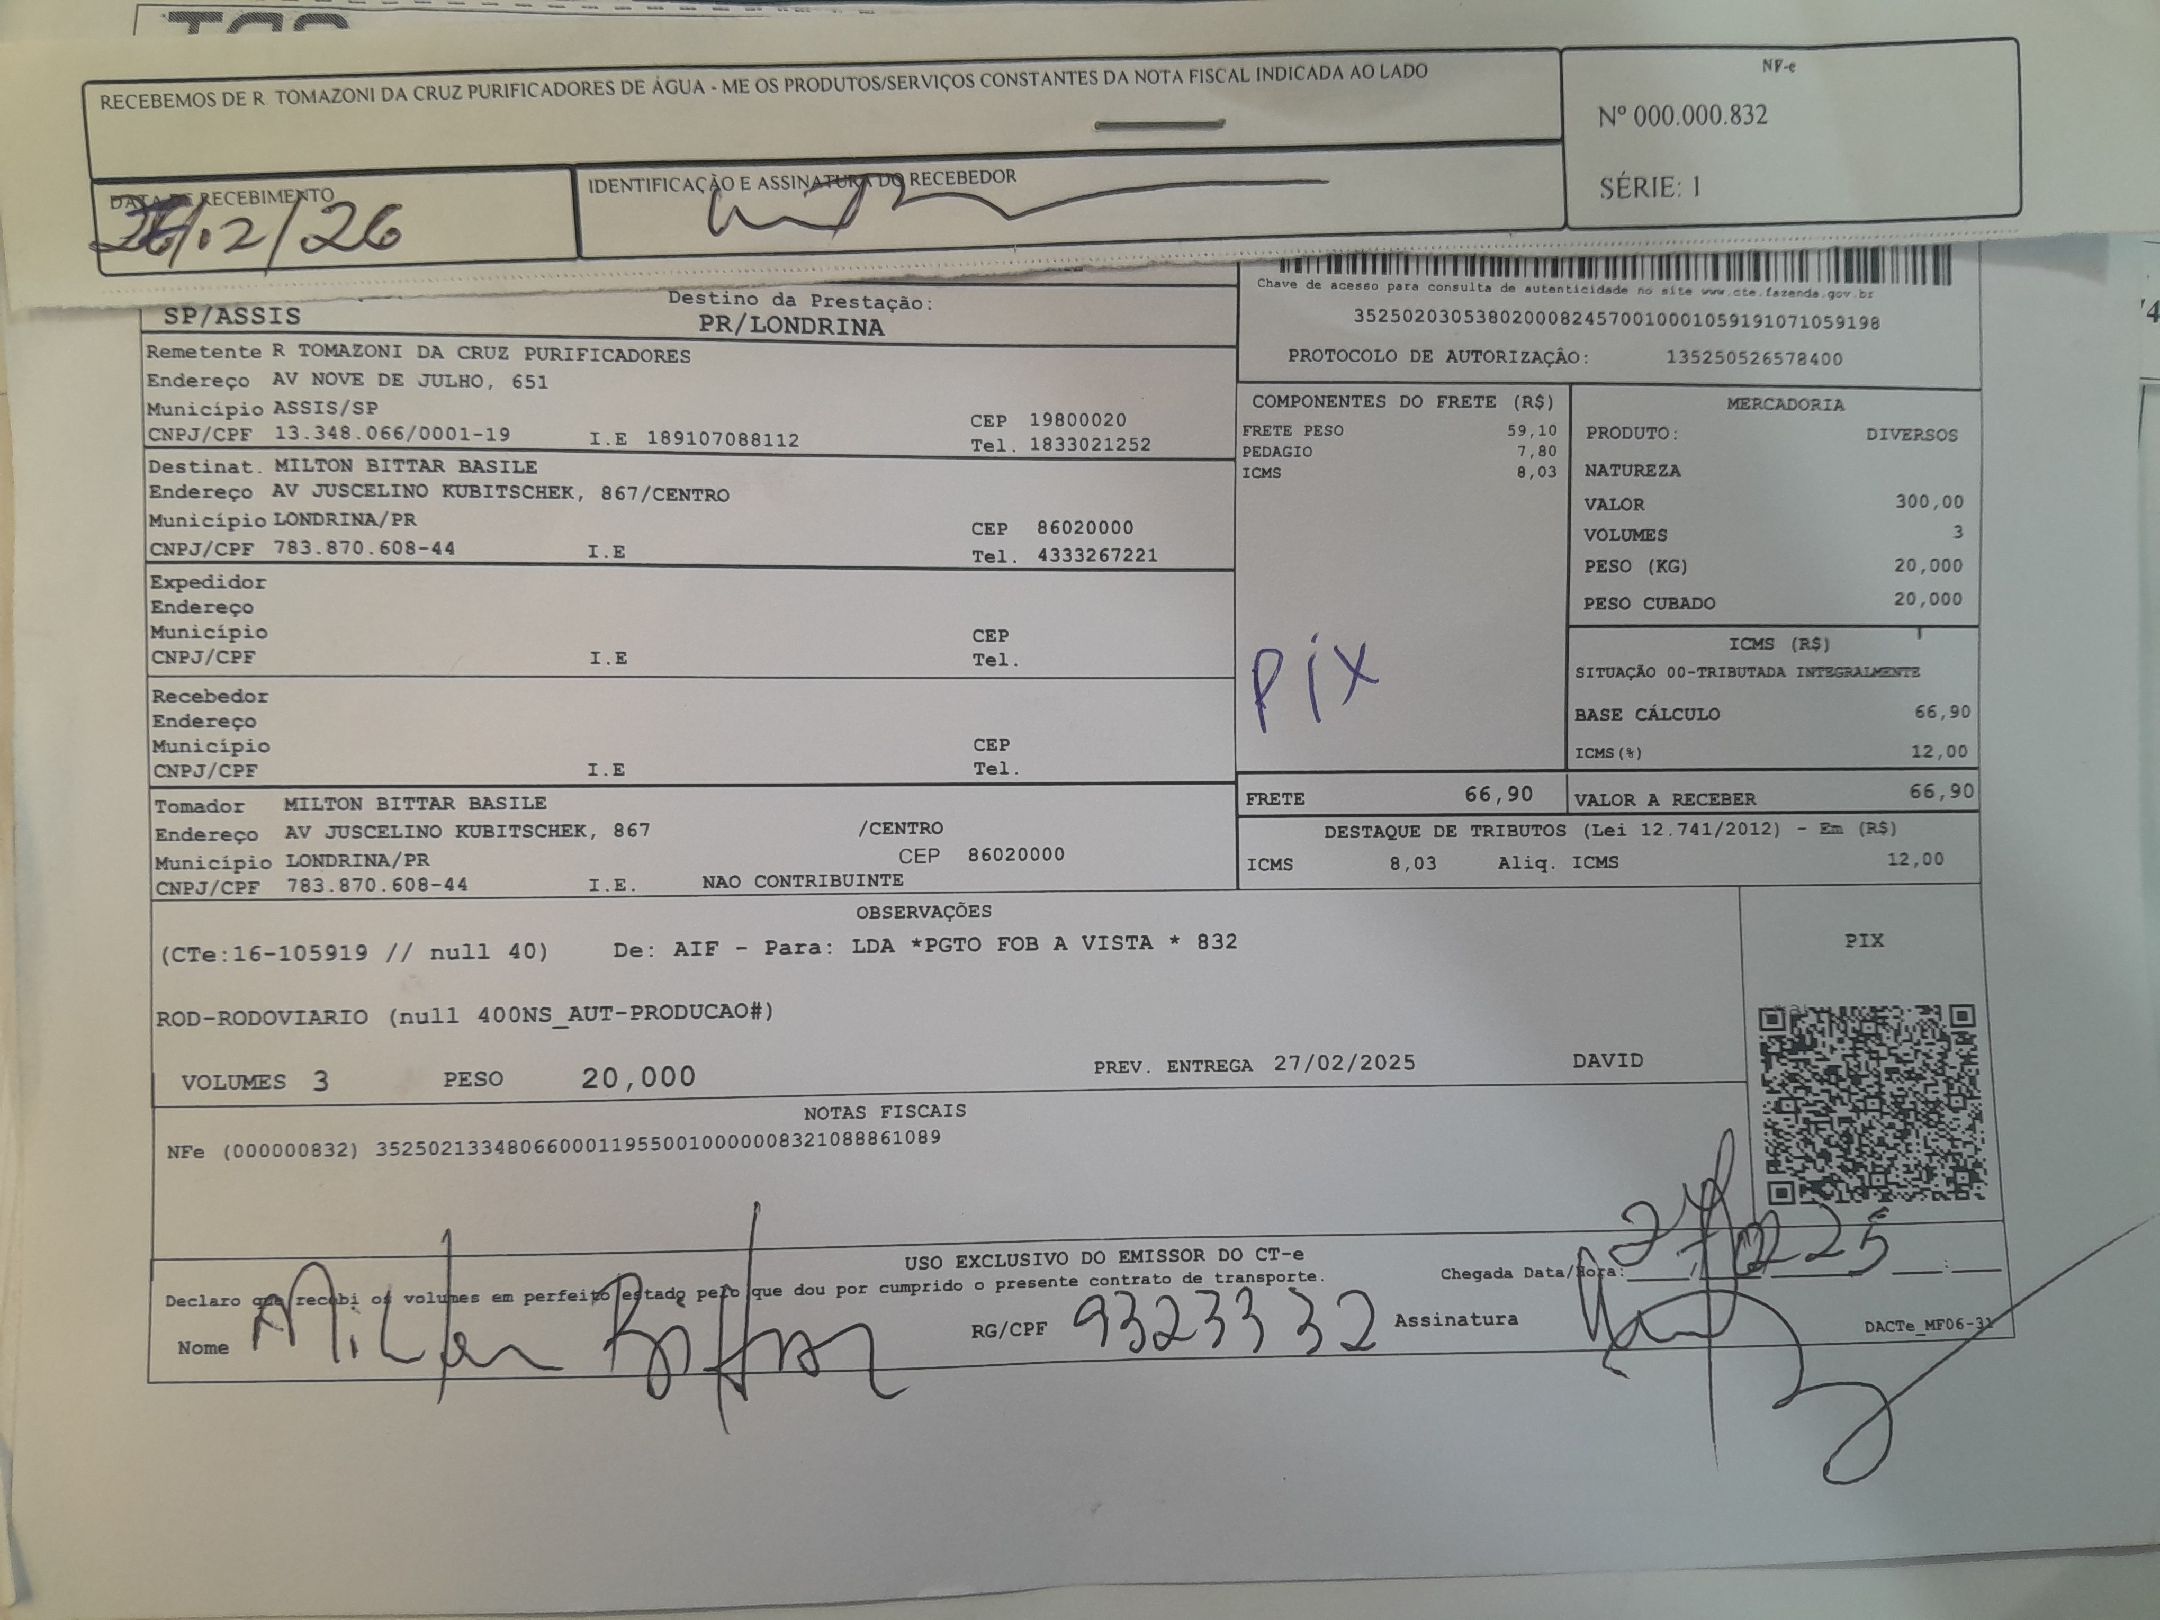 RECEBEMOS DE R. TOMAZONI DA CRUZ PURIFICADORES DE ÁGUA - ME OS PRODUTOS/SERVIÇOS CONSTANTES DA NOTA FISCAL INDICADA AO LADO
NF-e
Nº 000.000.832
SÉRIE: 1
DATA DE RECEBIMENTO
/26
IDENTIFICAÇÃO E ASSINATURA DO RECEBEDOR
SP/ASSIS
Destino da Prestação:
PR/LONDRINA
Chave de acesso para consulta de autenticidade no site www.cte.fazenda.gov.br
35250203053802000824570010001059191071059198
PROTOCOLO DE AUTORIZAÇÃO: 135250526578400
Remetente R TOMAZONI DA CRUZ PURIFICADORES
Endereço AV NOVE DE JULHO, 651
Município ASSIS/SP CEP 19800020
CNPJ/CPF 13.348.066/0001-19 I.E 189107088112 Tel. 1833021252
Destinat. MILTON BITTAR BASILE
Endereço AV JUSCELINO KUBITSCHEK, 867/CENTRO
Município LONDRINA/PR CEP 86020000
CNPJ/CPF 783.870.608-44 I.E Tel. 4333267221
Expedidor
Endereço
Município CEP
CNPJ/CPF I.E Tel.
Recebedor
Endereço
Município CEP
CNPJ/CPF I.E Tel.
Tomador MILTON BITTAR BASILE
Endereço AV JUSCELINO KUBITSCHEK, 867 /CENTRO
Município LONDRINA/PR CEP 86020000
CNPJ/CPF 783.870.608-44 I.E. NAO CONTRIBUINTE
COMPONENTES DO FRETE (R$)
FRETE PESO 59,10
PEDAGIO 7,80
ICMS 8,03
PIX
FRETE 66,90
MERCADORIA
PRODUTO: DIVERSOS
NATUREZA
VALOR 300,00
VOLUMES 3
PESO (KG) 20,000
PESO CUBADO 20,000
ICMS (R$)
SITUAÇÃO 00-TRIBUTADA INTEGRALMENTE
BASE CÁLCULO 66,90
ICMS(%) 12,00
VALOR A RECEBER 66,90
DESTAQUE DE TRIBUTOS (Lei 12.741/2012) - Em (R$)
ICMS 8,03 Aliq. ICMS 12,00
OBSERVAÇÕES
(CTe:16-105919 // null 40) De: AIF - Para: LDA *PGTO FOB A VISTA * 832
ROD-RODOVIARIO (null 400NS_AUT-PRODUCAO#)
VOLUMES 3 PESO 20,000 PREV. ENTREGA 27/02/2025 DAVID
PIX
NOTAS FISCAIS
NFe (000000832) 35250213348066000119550010000008321088861089
USO EXCLUSIVO DO EMISSOR DO CT-e
Declaro que recebi os volumes em perfeito estado pelo que dou por cumprido o presente contrato de transporte.
Chegada Data/Hora:
Nome Milton Bittar RG/CPF 9323332 Assinatura
DACTe_MF06-31